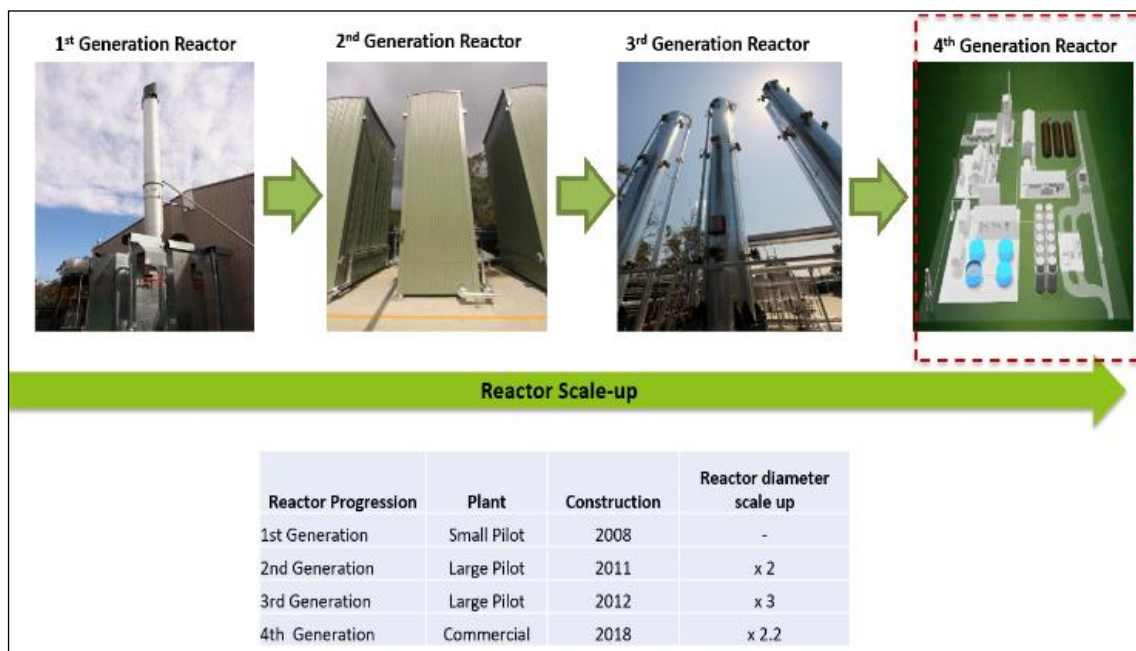 1st Generation Reactor
2nd Generation Reactor
3rd Generation Reactor
4th Generation Reactor
Reactor Scale-up
Reactor Progression Plant Construction Reactor diameter scale up
1st Generation Small Pilot 2008 -
2nd Generation Large Pilot 2011 x 2
3rd Generation Large Pilot 2012 x 3
4th Generation Commercial 2018 x 2.2